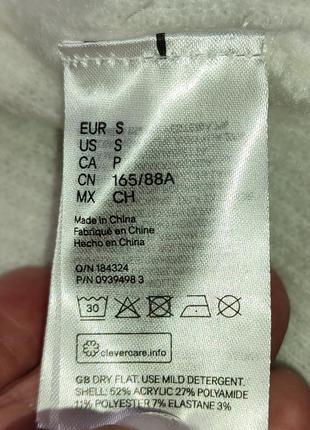 EUR S
US S
CA P
CN 165/88A
MX CH
Made in China
Fabriqué en Chine
Hecho en China
O/N 184324
P/N 0939498 3
30
clevercare.info
GB DRY FLAT. USE MILD DETERGENT.
SHELL: 52% ACRYLIC 27% POLYAMIDE
11% POLYESTER 7% ELASTANE 3%